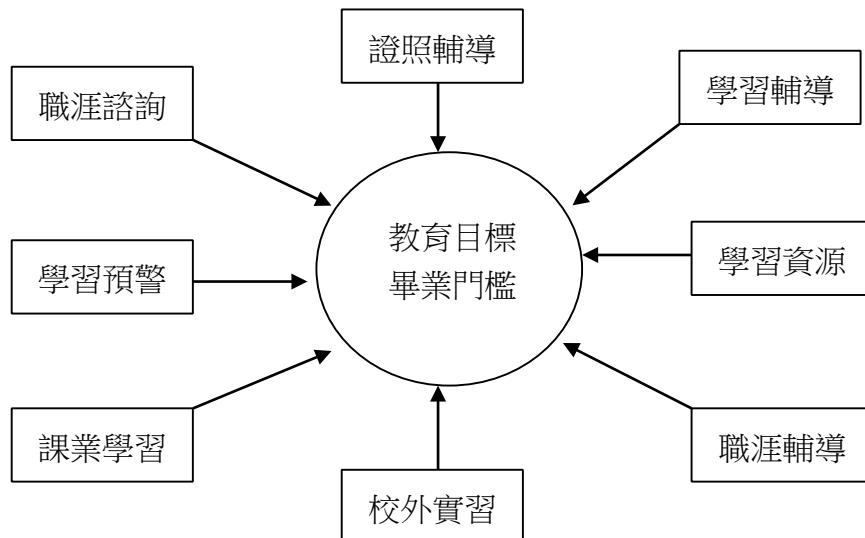 證照輔導
職涯諮詢
學習輔導
教育目標
畢業門檻
學習預警
學習資源
課業學習
職涯輔導
校外實習